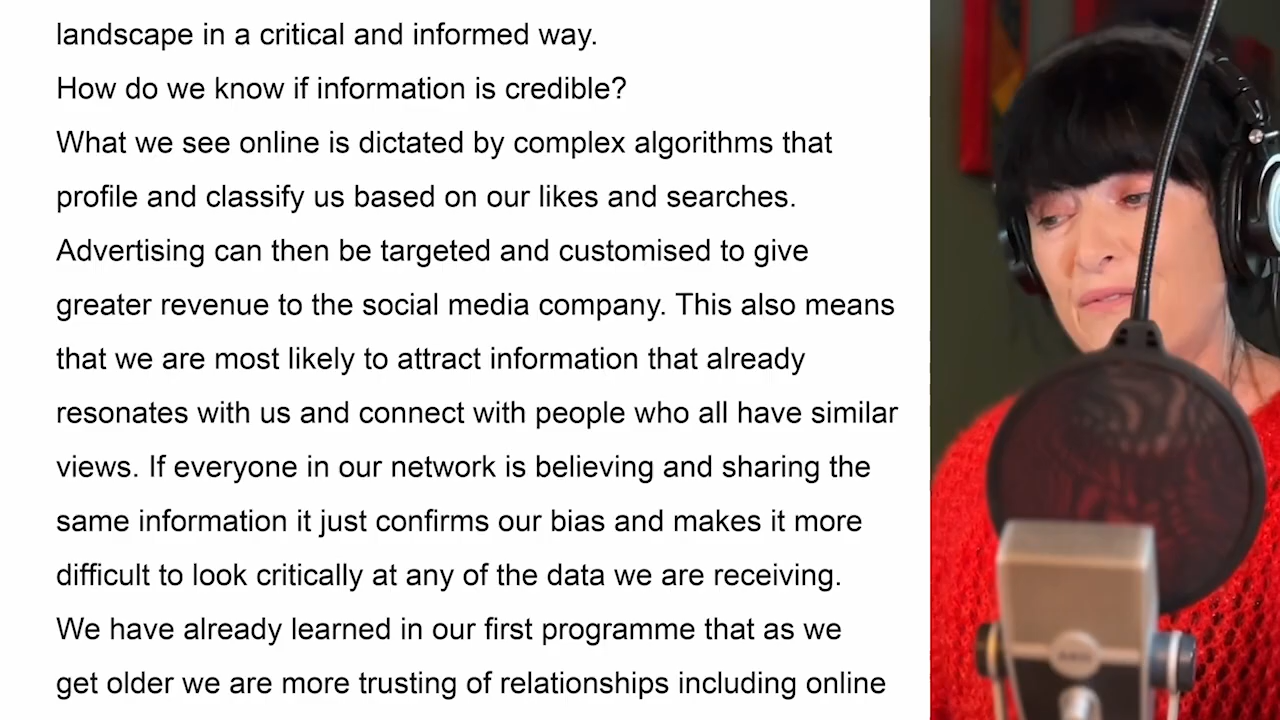 landscape in a critical and informed way.
How do we know if information is credible?
What we see online is dictated by complex algorithms that
profile and classify us based on our likes and searches.
Advertising can then be targeted and customised to give
greater revenue to the social media company. This also means
that we are most likely to attract information that already
resonates with us and connect with people who all have similar
views. If everyone in our network is believing and sharing the
same information it just confirms our bias and makes it more
difficult to look critically at any of the data we are receiving.
We have already learned in our first programme that as we
get older we are more trusting of relationships including online